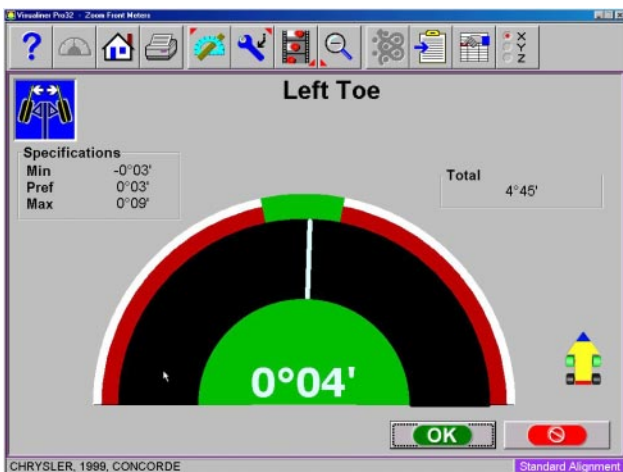 Visualiner Pro32 - Zoom Front Meters
?
X
Y
Z
Left Toe
Specifications
Min -0°03'
Pref 0°03'
Max 0°09'
Total
4°45'
0°04'
OK
CHRYSLER, 1999, CONCORDE
Standard Alignment